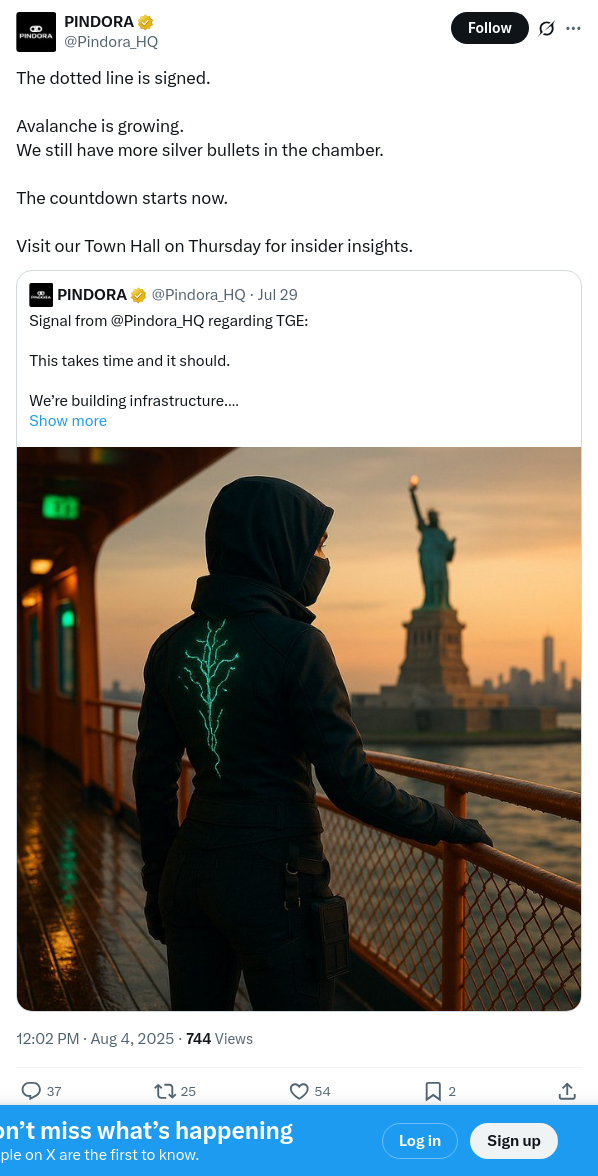 PINDORA
@Pindora_HQ
Follow
PINDORA
The dotted line is signed.
Avalanche is growing.
We still have more silver bullets in the chamber.
The countdown starts now.
Visit our Town Hall on Thursday for insider insights.
PINDORA @Pindora_HQ · Jul 29
Signal from @Pindora_HQ regarding TGE:
This takes time and it should.
We’re building infrastructure....
Show more
12:02 PM · Aug 4, 2025 · 744 Views
37 25 54 2
on’t miss what’s happening
ple on X are the first to know.
Log in
Sign up